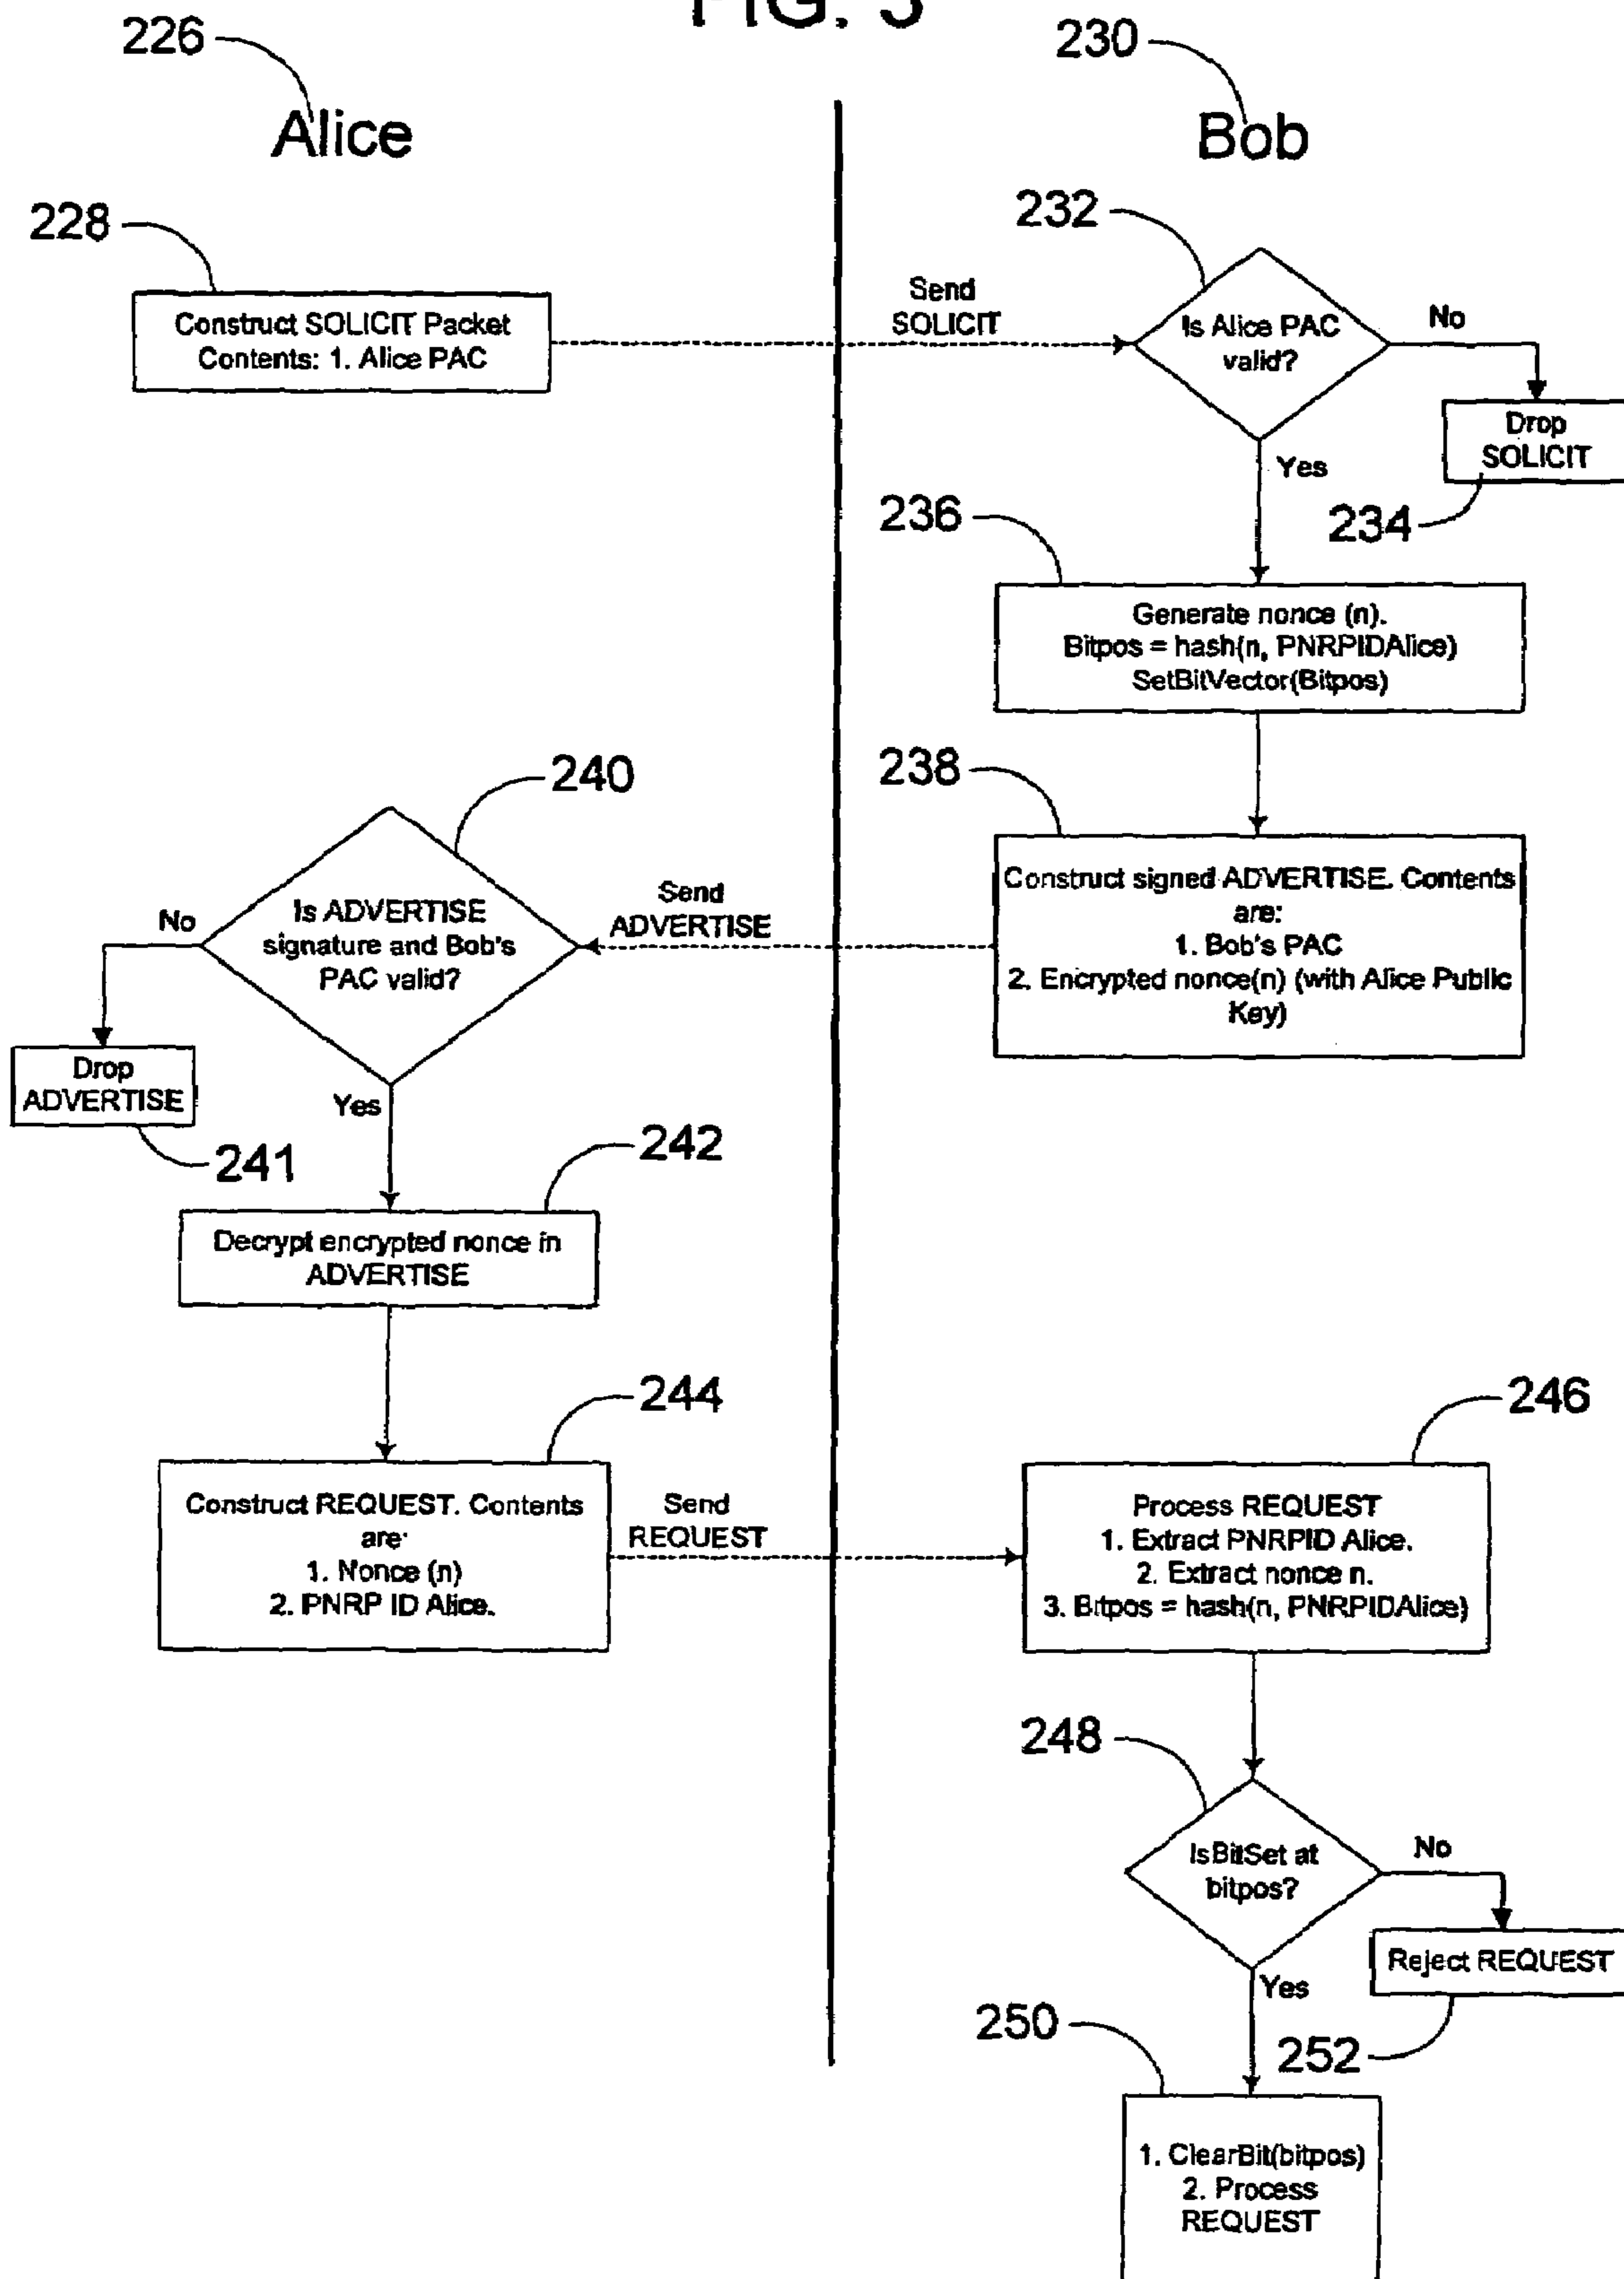 FIG. 3
226
230
Alice
Bob
228
232
Construct SOLICIT Packet
Contents: 1. Alice PAC
Send
SOLICIT
Is Alice PAC
valid?
No
Drop
SOLICIT
234
Yes
236
Generate nonce (n).
Bitpos = hash(n, PNRPIDAlice)
SetBitVector(Bitpos)
238
Construct signed ADVERTISE. Contents
are:
1. Bob's PAC
2. Encrypted nonce(n) (with Alice Public
Key)
Send
ADVERTISE
240
Is ADVERTISE
signature and Bob's
PAC valid?
No
Drop
ADVERTISE
241
Yes
242
Decrypt encrypted nonce in
ADVERTISE
244
Construct REQUEST. Contents
are:
1. Nonce (n)
2. PNRP ID Alice.
Send
REQUEST
246
Process REQUEST
1. Extract PNRPID Alice.
2. Extract nonce n.
3. Bitpos = hash(n, PNRPIDAlice)
248
IsBitSet at
bitpos?
No
Reject REQUEST
252
Yes
250
1. ClearBit(bitpos)
2. Process
REQUEST